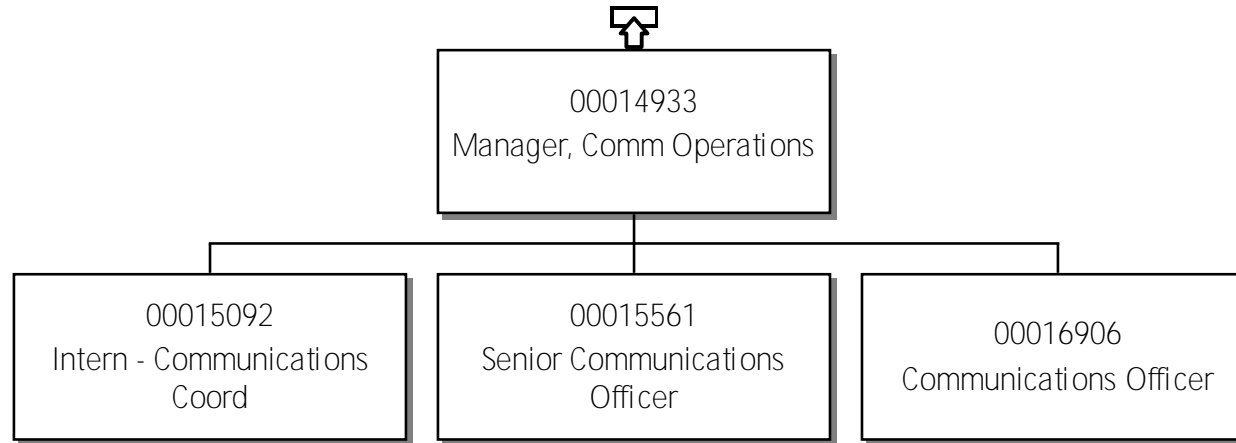 00014933
Manager, Comm Operations
00015092
Intern - Communications
Coord
00015561
Senior Communications
Officer
00016906
Communications Officer